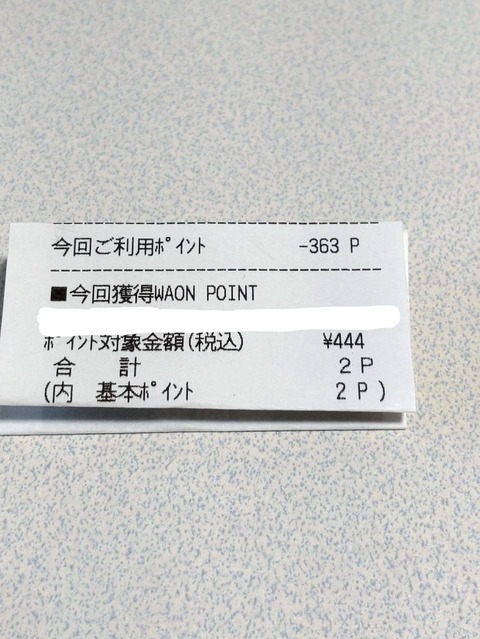 今回ご利用ﾎﾟｲﾝﾄ -363 P
■今回獲得WAON POINT
ﾎﾟｲﾝﾄ対象金額(税込) ¥444
合 計 2P
(内 基本ﾎﾟｲﾝﾄ 2 P)